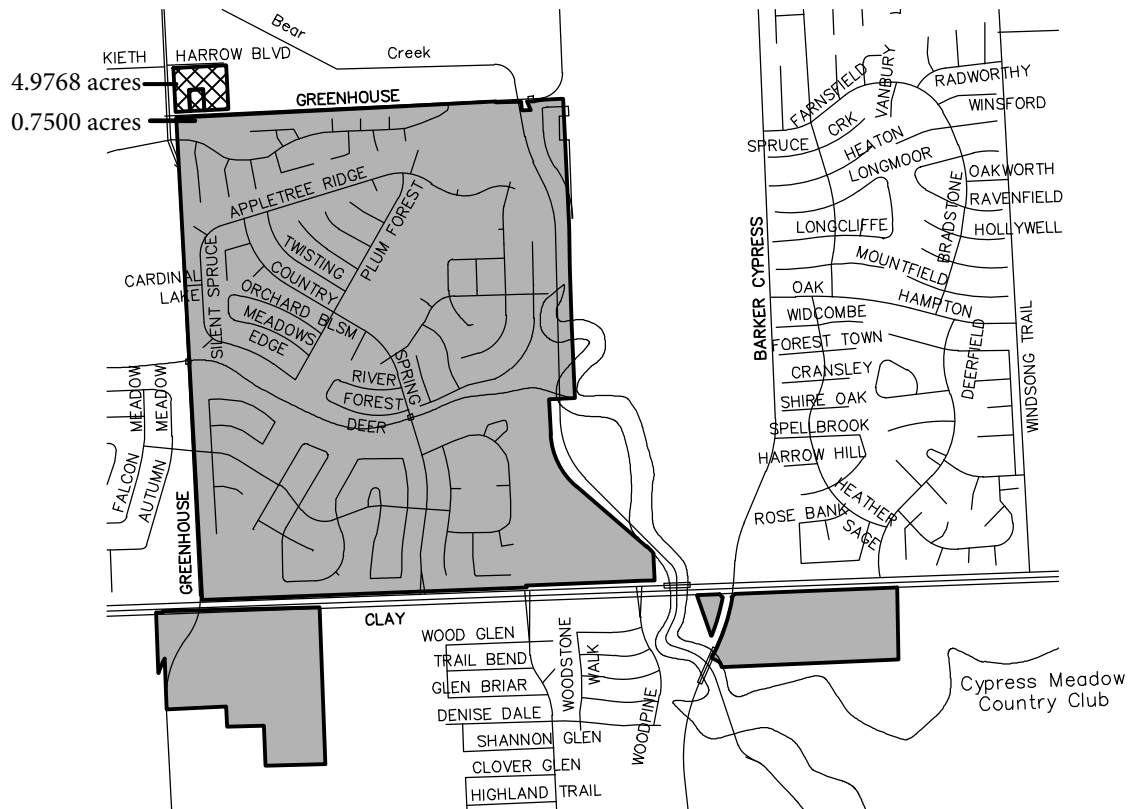 Bear
Creek
KIETH
HARROW BLVD
4.9768 acres
0.7500 acres
GREENHOUSE
APPLETREE RIDGE
PLUM FOREST
TWISTING
COUNTRY
ORCHARD BLSM
MEADOWS
EDGE
SILENT SPRUCE
CARDINAL
LAKE
RIVER
FOREST
SPRING
DEER
MEADOW
MEADOW
FALCON
AUTUMN
GREENHOUSE
CLAY
WOOD GLEN
TRAIL BEND
GLEN BRIAR
DENISE DALE
SHANNON GLEN
CLOVER GLEN
HIGHLAND TRAIL
WOODSTONE
WALK
WOODPINE
FARNSFIELD
VANBURY
RADWORTHY
WINSFORD
SPRUCE
CRK
HEATON
LONGMOOR
OAKWORTH
RAVENFIELD
HOLLYWELL
BRADSTONE
LONGCLIFFE
MOUNTFIELD
BARKER CYPRESS
OAK
HAMPTON
WIDCOMBE
FOREST TOWN
CRANSLEY
SHIRE OAK
SPELLBROOK
HARROW HILL
DEERFIELD
WINDSONG TRAIL
HEATHER
SAGE
ROSE BANK
Cypress Meadow
Country Club